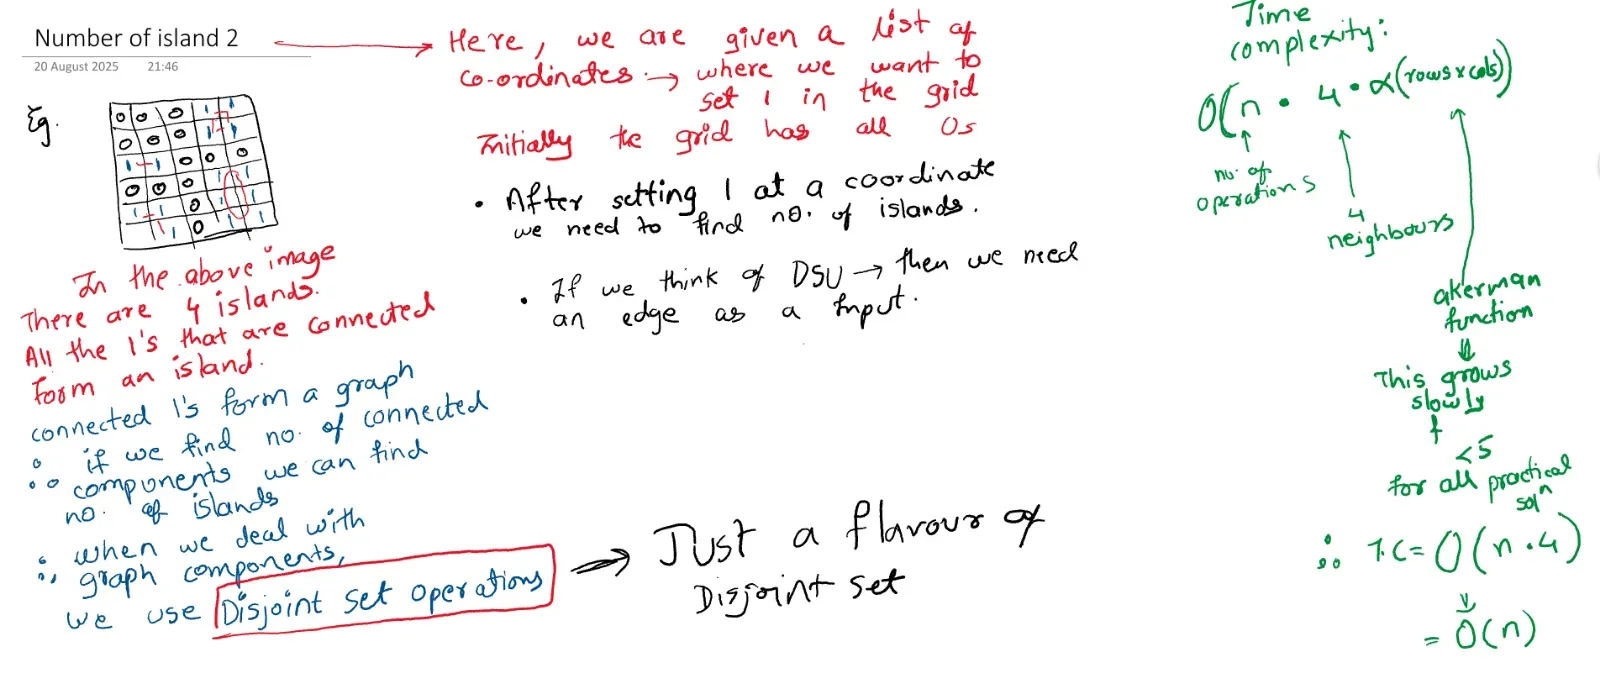 Number of island 2
20 August 2025 21:46
Eg.
0 0 0 1 1
0 0 0 1 1
1 1 0 0 0
0 0 0 1 1
1 1 0 1 1
1 1 0 1 1
In the above image
There are 4 islands.
All the 1's that are connected
form an island.
connected 1's form a graph
∴ if we find no. of connected
components we can find
no. of islands
∴ when we deal with
graph components,
we use Disjoint set operations
Here, we are given a list of
co-ordinates. → where we want to
set 1 in the grid
Initially the grid has all 0s
• After setting 1 at a coordinate
we need to find no. of islands.
• If we think of DSU → then we need
an edge as a Input.
→ Just a flavour of
Disjoint set
Time
complexity:
O(n • 4 • α(rows x cols))
no. of
operations
4
neighbours
akerman
function
This grows
slowly
<5
for all practical
solⁿ
∴ T.C = O(n . 4)
= O(n)